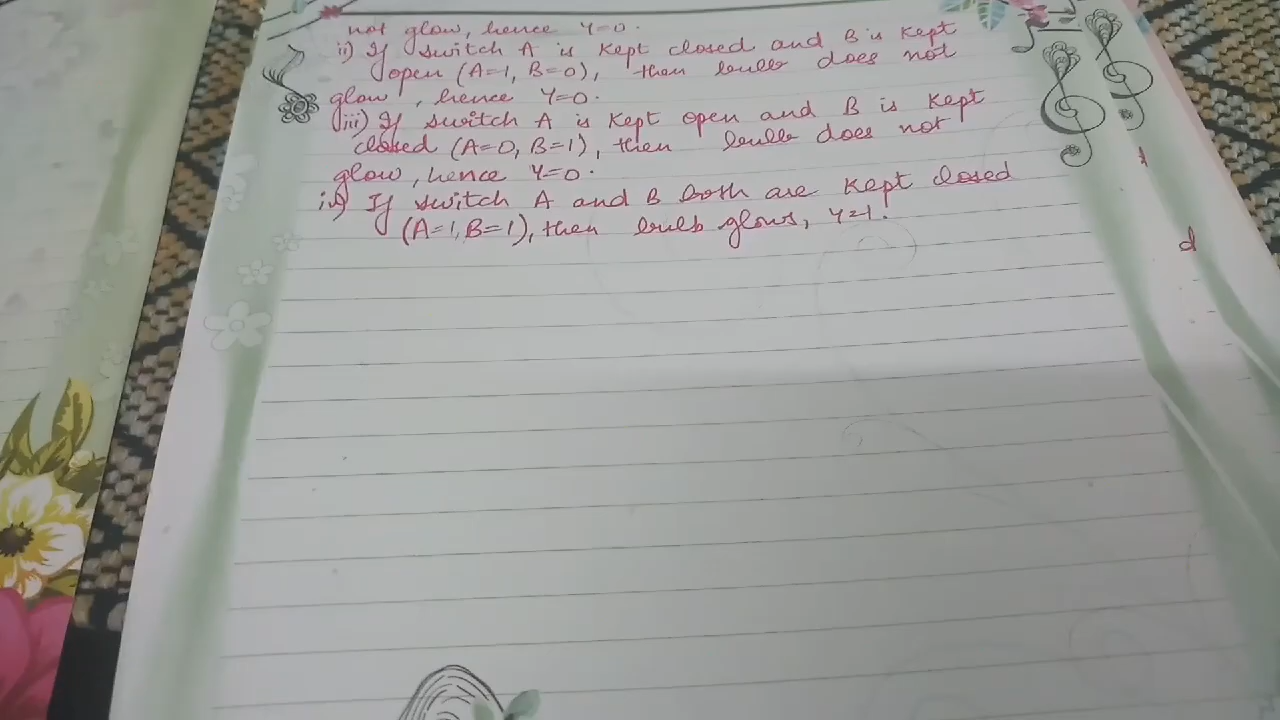 not glow, hence Y=0.
ii) If switch A is kept closed and B is kept
open (A=1, B=0), then bulb does not
glow, hence Y=0.
iii) If switch A is kept open and B is kept
closed (A=0, B=1), then bulb does not
glow, hence Y=0.
iv) If switch A and B both are kept closed
(A=1, B=1), then bulb glows, Y=1.
d